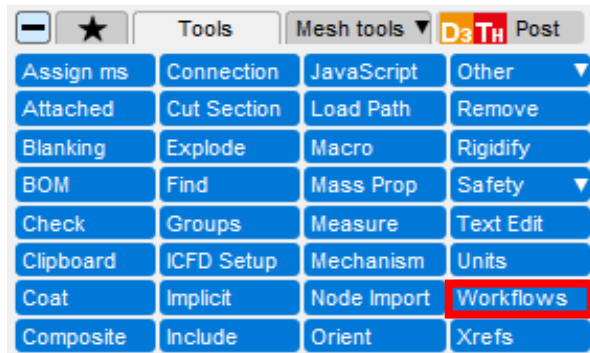 Tools Mesh tools ▼ D3 TH Post
Assign ms Connection JavaScript Other ▼
Attached Cut Section Load Path Remove
Blanking Explode Macro Rigidify
BOM Find Mass Prop Safety ▼
Check Groups Measure Text Edit
Clipboard ICFD Setup Mechanism Units
Coat Implicit Node Import Workflows
Composite Include Orient Xrefs